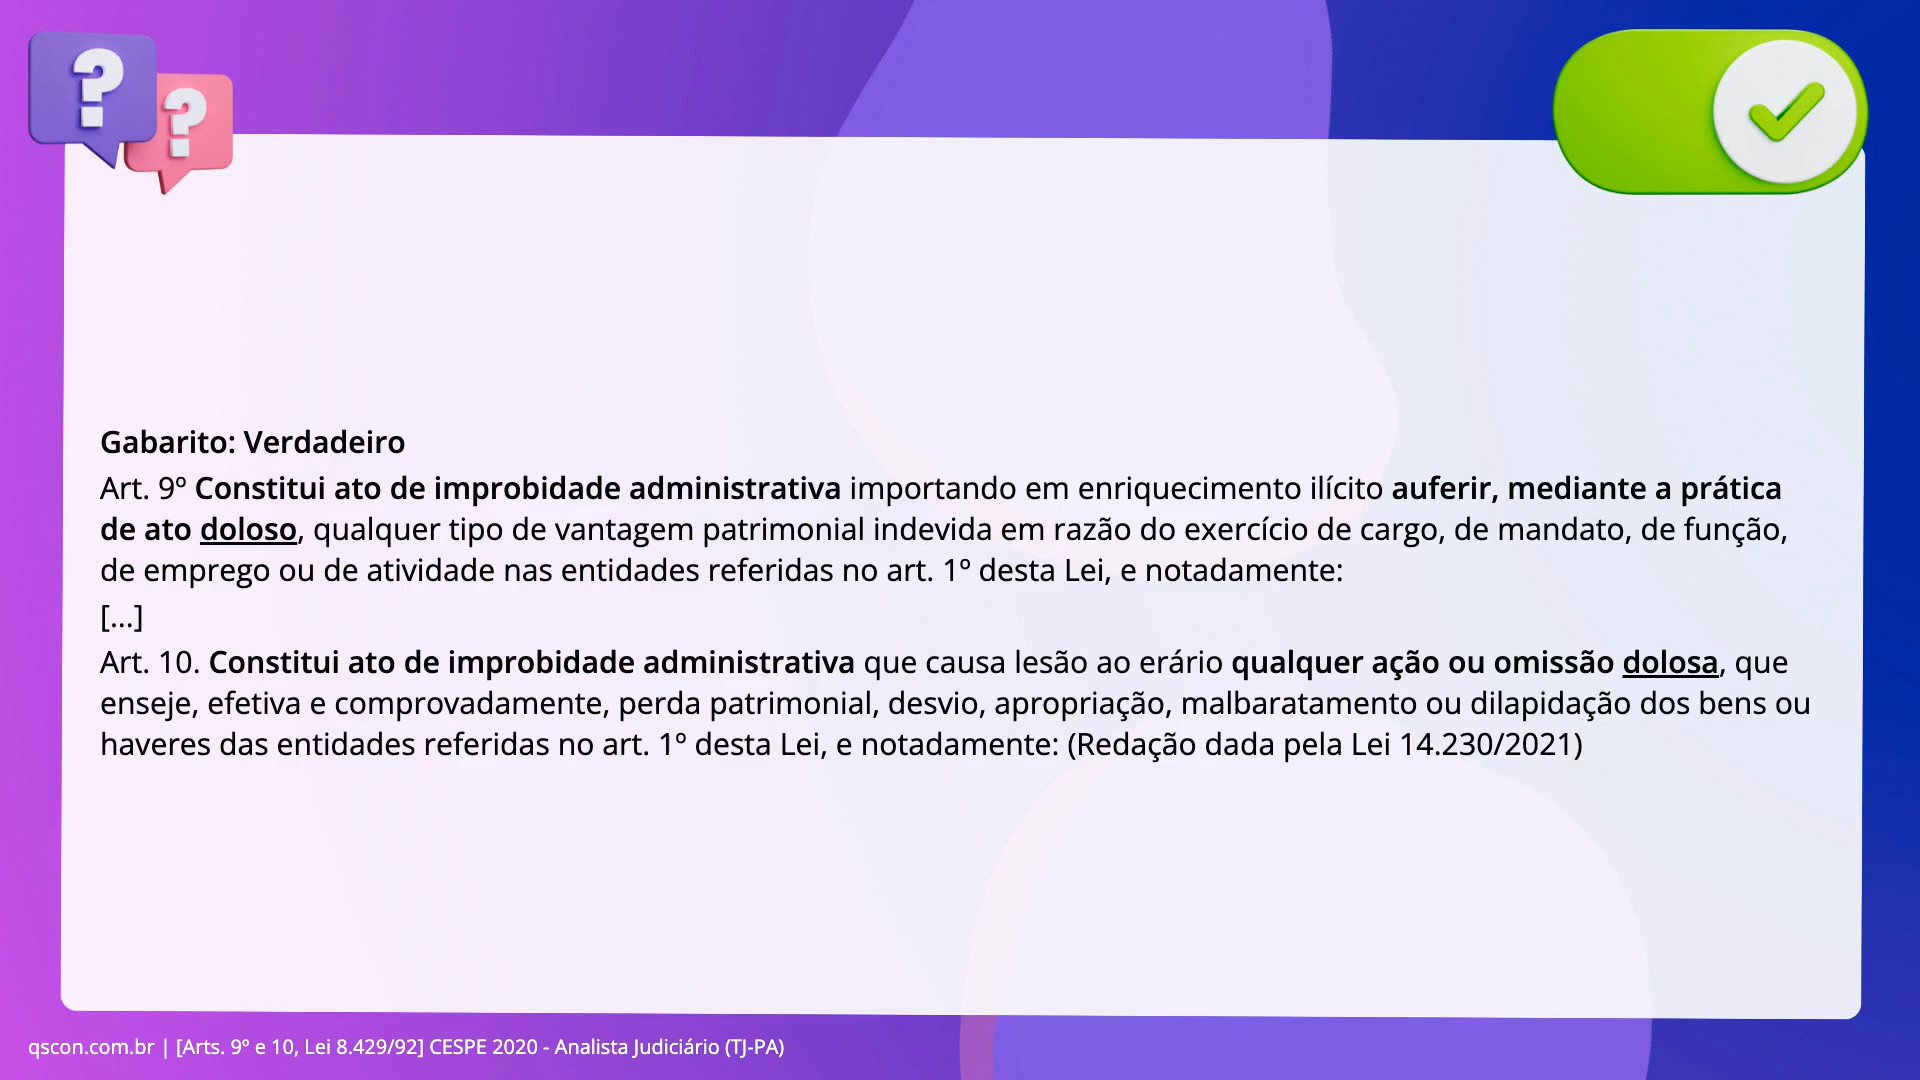 ? ?
Gabarito: Verdadeiro
Art. 9º Constitui ato de improbidade administrativa importando em enriquecimento ilícito auferir, mediante a prática
de ato doloso, qualquer tipo de vantagem patrimonial indevida em razão do exercício de cargo, de mandato, de função,
de emprego ou de atividade nas entidades referidas no art. 1º desta Lei, e notadamente:
[...]
Art. 10. Constitui ato de improbidade administrativa que causa lesão ao erário qualquer ação ou omissão dolosa, que
enseje, efetiva e comprovadamente, perda patrimonial, desvio, apropriação, malbaratamento ou dilapidação dos bens ou
haveres das entidades referidas no art. 1º desta Lei, e notadamente: (Redação dada pela Lei 14.230/2021)
qscon.com.br | [Arts. 9º e 10, Lei 8.429/92] CESPE 2020 - Analista Judiciário (TJ-PA)